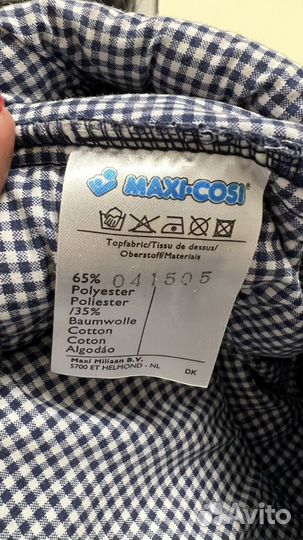 MAXI-COSI
Topfabric/Tissu de dessus/
Oberstoff/Materiais
65% 041505
Polyester
Poliester
/35%
Baumwolle
Cotton
Coton
Algodão
Maxi Miliaan B.V.
5700 ET HELMOND - NL DK
Avito